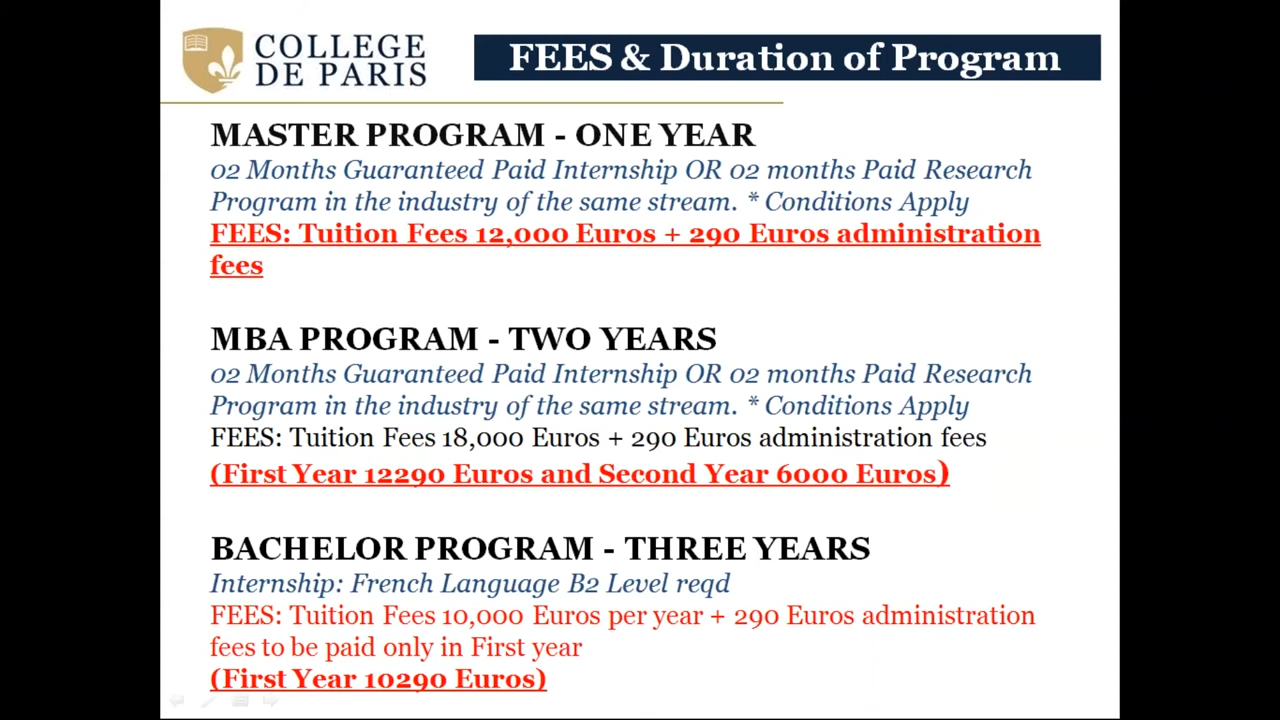 COLLEGE
DE PARIS
FEES & Duration of Program
MASTER PROGRAM - ONE YEAR
02 Months Guaranteed Paid Internship OR 02 months Paid Research
Program in the industry of the same stream. * Conditions Apply
FEES: Tuition Fees 12,000 Euros + 290 Euros administration
fees
MBA PROGRAM - TWO YEARS
02 Months Guaranteed Paid Internship OR 02 months Paid Research
Program in the industry of the same stream. * Conditions Apply
FEES: Tuition Fees 18,000 Euros + 290 Euros administration fees
(First Year 12290 Euros and Second Year 6000 Euros)
BACHELOR PROGRAM - THREE YEARS
Internship: French Language B2 Level reqd
FEES: Tuition Fees 10,000 Euros per year + 290 Euros administration
fees to be paid only in First year
(First Year 10290 Euros)